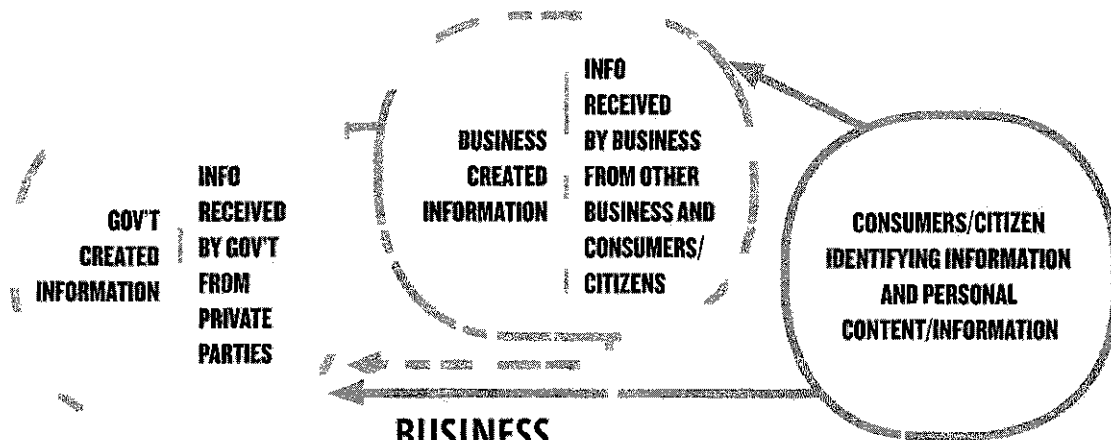 GOV'T
CREATED
INFORMATION
INFO
RECEIVED
BY GOV'T
FROM
PRIVATE
PARTIES
BUSINESS
CREATED
INFORMATION
INFO
RECEIVED
BY BUSINESS
FROM OTHER
BUSINESS AND
CONSUMERS/
CITIZENS
CONSUMERS/CITIZEN
IDENTIFYING INFORMATION
AND PERSONAL
CONTENT/INFORMATION
BUSINESS